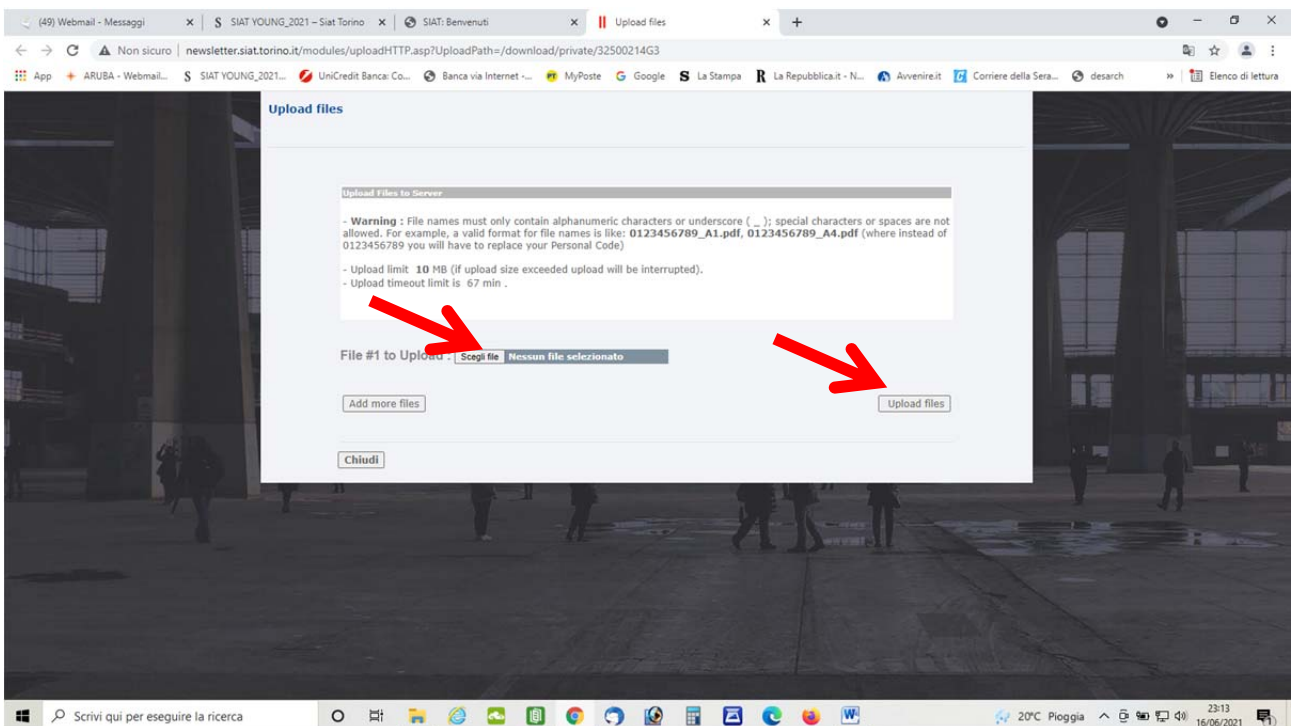 (49) Webmail - Messaggi
SIAT YOUNG_2021 – Siat Torino
SIAT: Benvenuti
Upload files
Non sicuro | newsletter.siat.torino.it/modules/uploadHTTP.asp?UploadPath=/download/private/32500214G3
App ARUBA - Webmail... SIAT YOUNG_2021... UniCredit Banca: Co... Banca via Internet -... MyPoste Google La Stampa La Repubblica.it - N... Avvenire.it Corriere della Sera... desarch » Elenco di lettura
Upload files
Upload Files to Server
- Warning : File names must only contain alphanumeric characters or underscore ( _ ); special characters or spaces are not
allowed. For example, a valid format for file names is like: 0123456789_A1.pdf, 0123456789_A4.pdf (where instead of
0123456789 you will have to replace your Personal Code)
- Upload limit 10 MB (if upload size exceeded upload will be interrupted).
- Upload timeout limit is 67 min .
File #1 to Upload : Scegli file Nessun file selezionato
Add more files Upload files
Chiudi
Scrivi qui per eseguire la ricerca
20°C Pioggia
23:13
16/06/2021